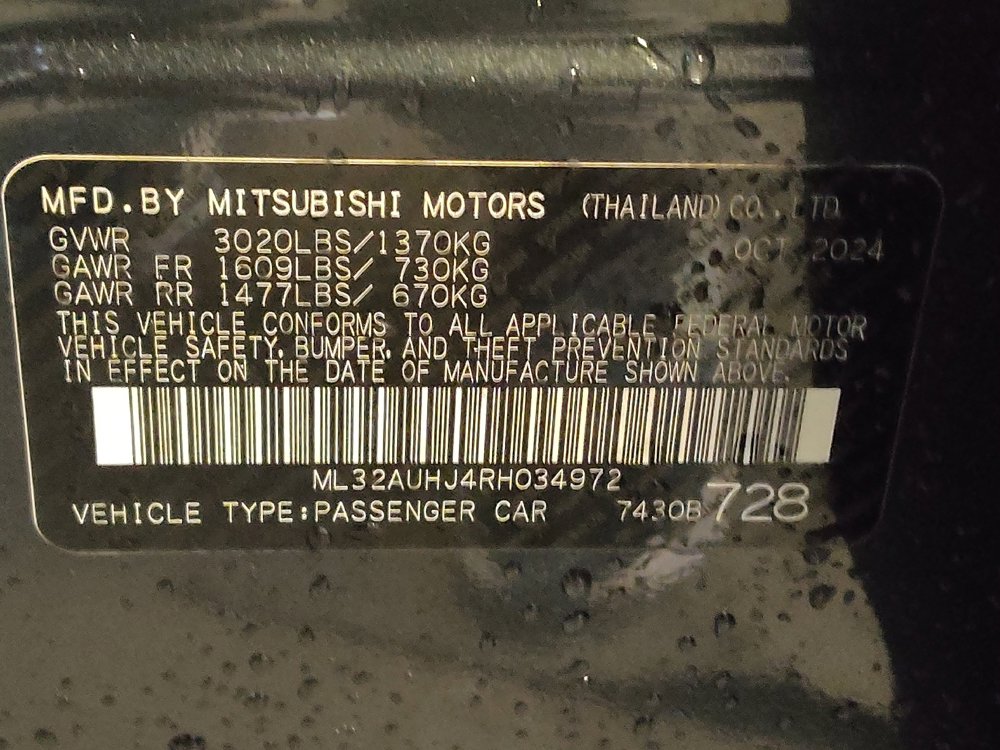 MFD.BY MITSUBISHI MOTORS (THAILAND) CO.,LTD.
GVWR 3020LBS/1370KG OCT 2024
GAWR FR 1609LBS/ 730KG
GAWR RR 1477LBS/ 670KG
THIS VEHICLE CONFORMS TO ALL APPLICABLE FEDERAL MOTOR
VEHICLE SAFETY, BUMPER, AND THEFT PREVENTION STANDARDS
IN EFFECT ON THE DATE OF MANUFACTURE SHOWN ABOVE.
ML32AUHJ4RH034972
VEHICLE TYPE:PASSENGER CAR 7430B728